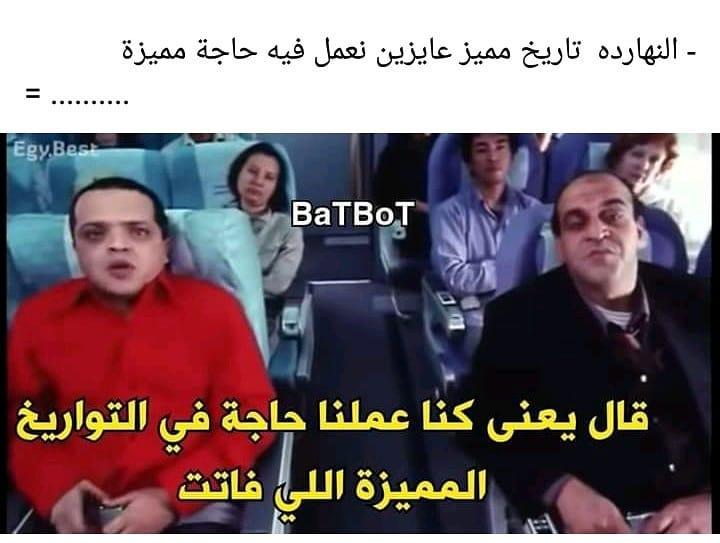 - النهارده تاريخ مميز عايزين نعمل فيه حاجة مميزة
= ..........
EgyBest
BaTBoT
قال يعنى كنا عملنا حاجة في التواريخ
المميزة اللي فاتت